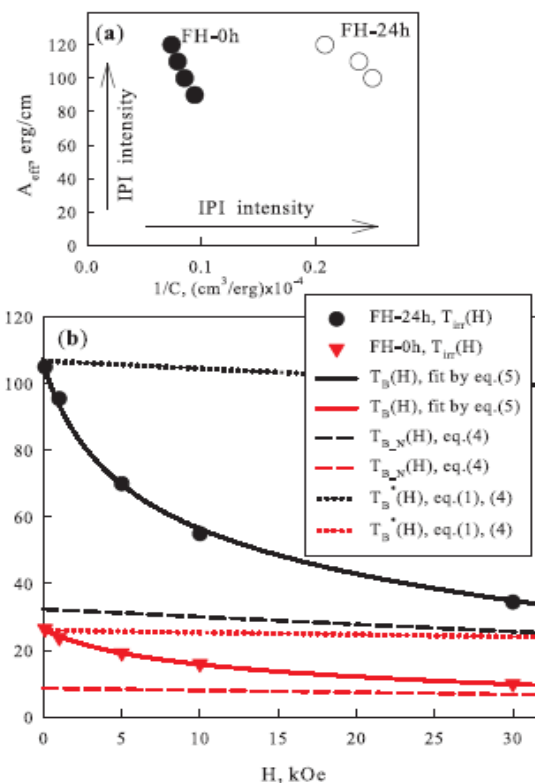 (a)
FH-0h
FH-24h
120
100
80
60
40
20
0
A_eff, erg/cm
IPI intensity
IPI intensity
0.0
0.1
0.2
1/C, (cm³/erg)×10⁻⁴
(b)
FH-24h, T_irr(H)
FH-0h, T_irr(H)
T_B(H), fit by eq.(5)
T_B(H), fit by eq.(5)
T_B_N(H), eq.(4)
T_B_N(H), eq.(4)
T_B*(H), eq.(1), (4)
T_B*(H), eq.(1), (4)
120
100
80
60
40
20
0
0
5
10
15
20
25
30
H, kOe